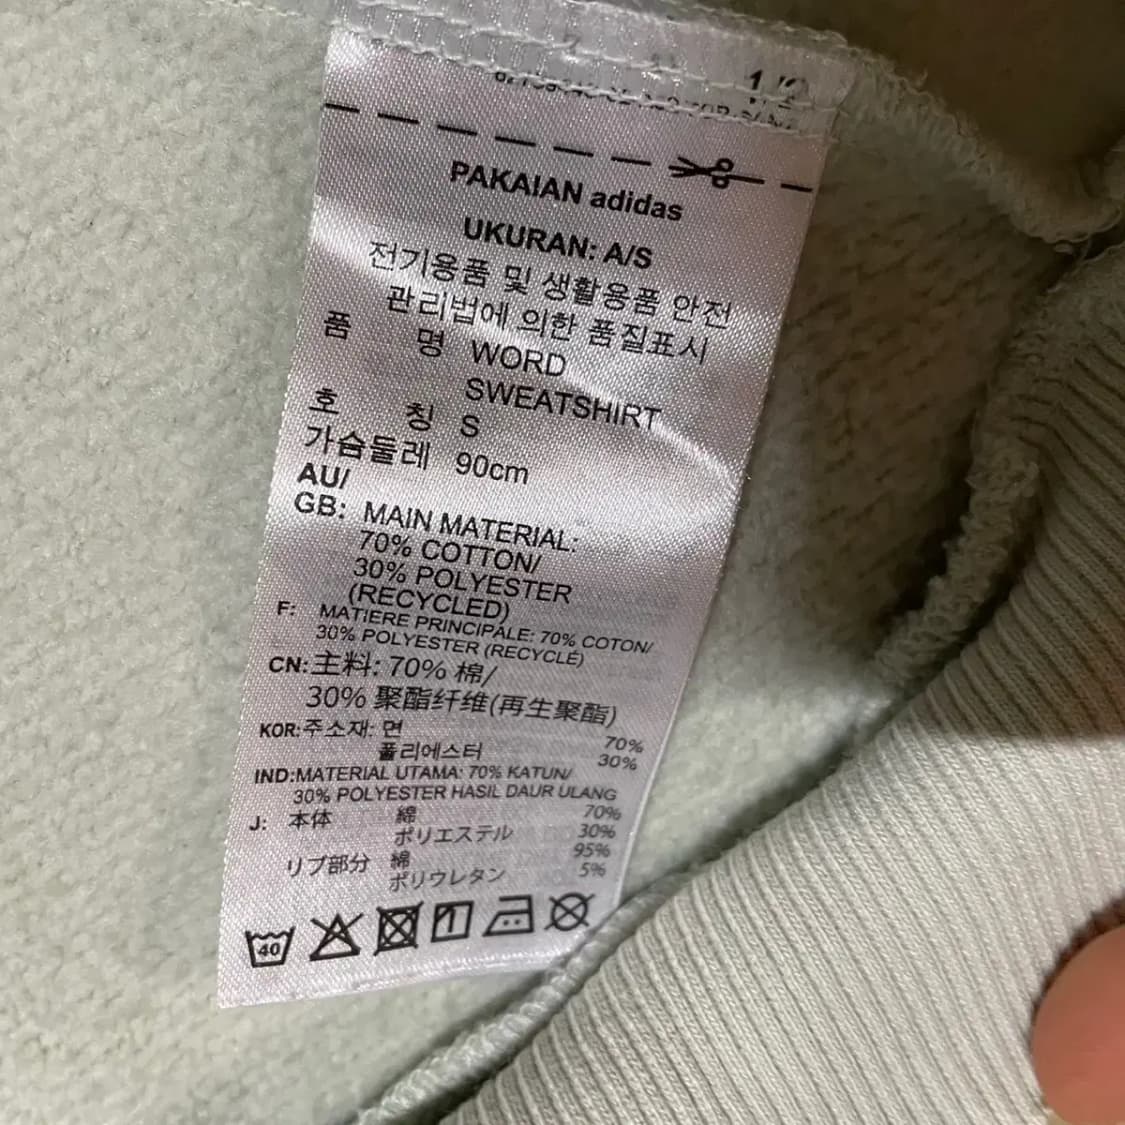 PAKAIAN adidas
UKURAN: A/S
전기용품 및 생활용품 안전
관리법에 의한 품질표시
품 명 WORD
SWEATSHIRT
호 칭 S
가슴둘레 90cm
AU/
GB: MAIN MATERIAL:
70% COTTON/
30% POLYESTER
(RECYCLED)
F: MATIERE PRINCIPALE: 70% COTON/
30% POLYESTER (RECYCLÉ)
CN:主料: 70% 棉/
30% 聚酯纤维(再生聚酯)
KOR:주소재: 면 70%
폴리에스터 30%
IND:MATERIAL UTAMA: 70% KATUN/
30% POLYESTER HASIL DAUR ULANG
J: 本体 綿 70%
ポリエステル 30%
リブ部分 綿 95%
ポリウレタン 5%
40